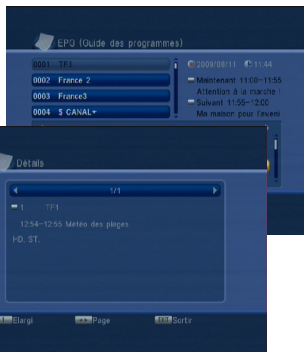 EPG (Guide des programmes)
0001 TF1
2009/08/11 11:44
0002 France 2
0003 France3
0004 S CANAL+
Maintenant 11:00-11:55
Attention à la marche !
Suivant 11:55-12:00
Ma maison pour l'aveni
Détails
1/1
1 TF1
12:54-12:55 Météo des plages
HD. ST.
Elargi
Page
EXIT Sortir